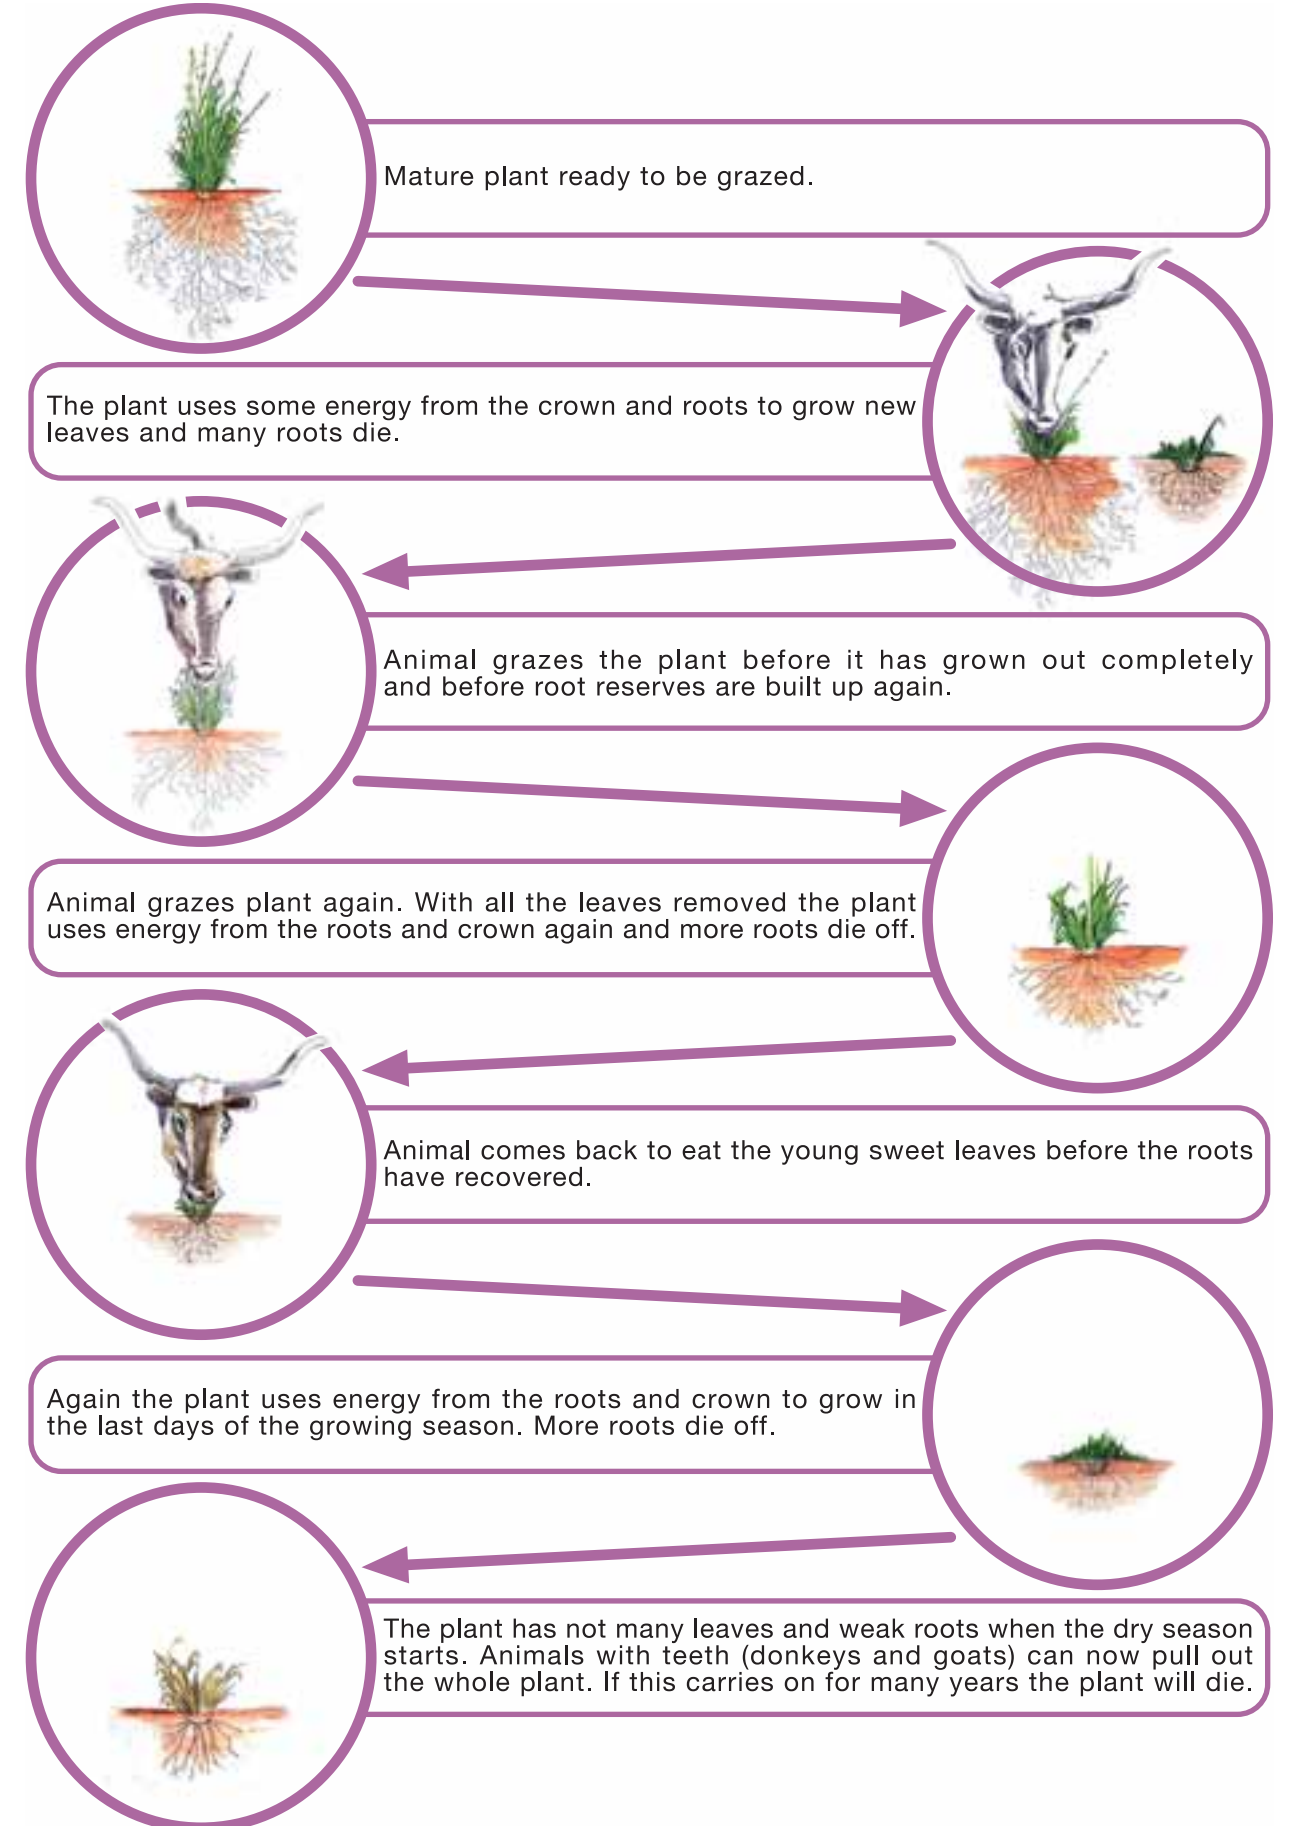 Mature plant ready to be grazed.
The plant uses some energy from the crown and roots to grow new
leaves and many roots die.
Animal grazes the plant before it has grown out completely
and before root reserves are built up again.
Animal grazes plant again. With all the leaves removed the plant
uses energy from the roots and crown again and more roots die off.
Animal comes back to eat the young sweet leaves before the roots
have recovered.
Again the plant uses energy from the roots and crown to grow in
the last days of the growing season. More roots die off.
The plant has not many leaves and weak roots when the dry season
starts. Animals with teeth (donkeys and goats) can now pull out
the whole plant. If this carries on for many years the plant will die.